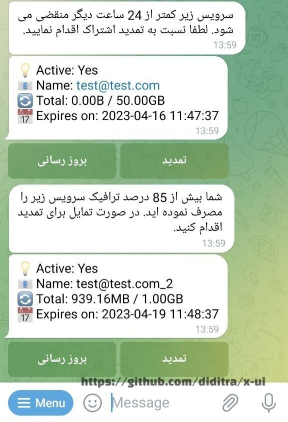 سرویس زیر کمتر از 24 ساعت دیگر منقضی می
شود. لطفا نسبت به تمدید اشتراک اقدام نمایید.
13:59
💡 Active: Yes
📧 Name: test@test.com
🔄 Total: 0.00B / 50.00GB
📅 Expires on: 2023-04-16 11:47:37
13:59
بروز رسانی
تمدید
شما بیش از 85 درصد ترافیک سرویس زیر را
مصرف نموده اید. در صورت تمایل برای تمدید
اقدام کنید.
13:59
💡 Active: Yes
📧 Name: test@test.com_2
🔄 Total: 939.16MB / 1.00GB
📅 Expires on: 2023-04-19 11:48:37
13:59
بروز رسانی
تمدید
https://github.com/diditra/x-ui
Menu
Message